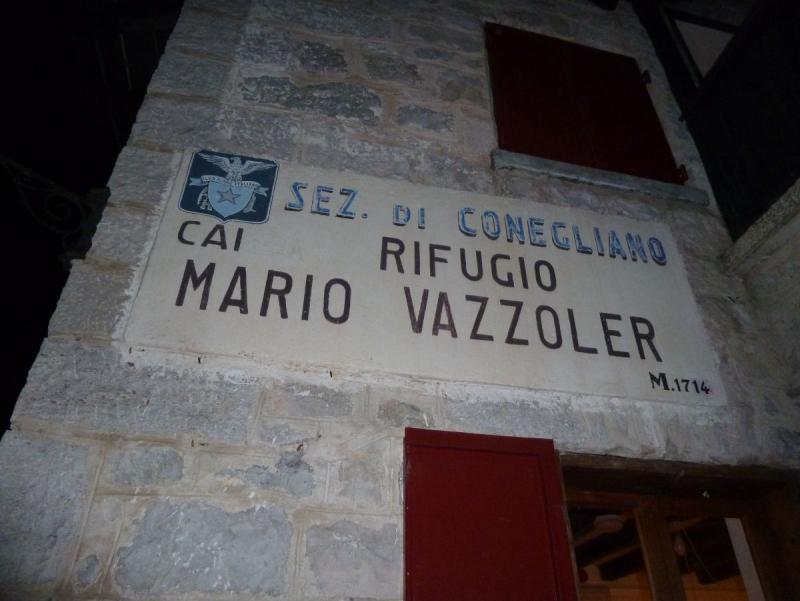 SEZ. DI CONEGLIANO
CAI RIFUGIO
MARIO VAZZOLER
M. 1714